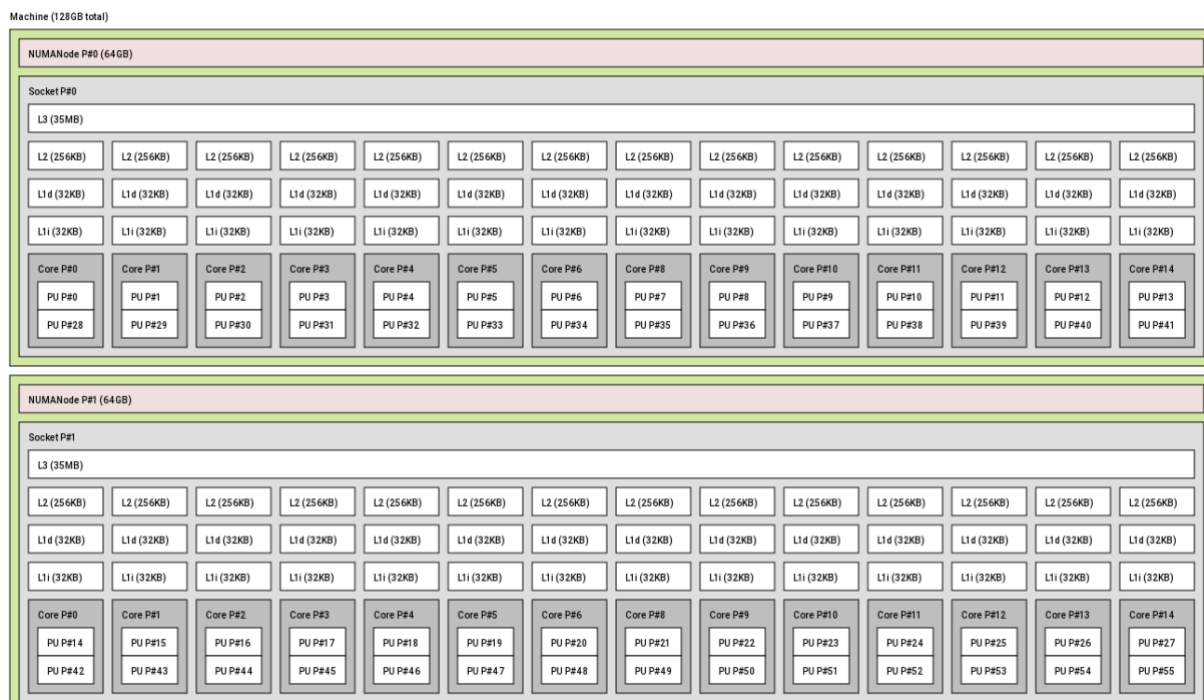 Machine (128GB total)
NUMANode P#0 (64GB)
Socket P#0
L3 (35MB)
L2 (256KB) L2 (256KB) L2 (256KB) L2 (256KB) L2 (256KB) L2 (256KB) L2 (256KB) L2 (256KB) L2 (256KB) L2 (256KB) L2 (256KB) L2 (256KB) L2 (256KB) L2 (256KB)
L1d (32KB) L1d (32KB) L1d (32KB) L1d (32KB) L1d (32KB) L1d (32KB) L1d (32KB) L1d (32KB) L1d (32KB) L1d (32KB) L1d (32KB) L1d (32KB) L1d (32KB) L1d (32KB)
L1i (32KB) L1i (32KB) L1i (32KB) L1i (32KB) L1i (32KB) L1i (32KB) L1i (32KB) L1i (32KB) L1i (32KB) L1i (32KB) L1i (32KB) L1i (32KB) L1i (32KB) L1i (32KB)
Core P#0 Core P#1 Core P#2 Core P#3 Core P#4 Core P#5 Core P#6 Core P#8 Core P#9 Core P#10 Core P#11 Core P#12 Core P#13 Core P#14
PU P#0 PU P#1 PU P#2 PU P#3 PU P#4 PU P#5 PU P#6 PU P#7 PU P#8 PU P#9 PU P#10 PU P#11 PU P#12 PU P#13
PU P#28 PU P#29 PU P#30 PU P#31 PU P#32 PU P#33 PU P#34 PU P#35 PU P#36 PU P#37 PU P#38 PU P#39 PU P#40 PU P#41
NUMANode P#1 (64GB)
Socket P#1
L3 (35MB)
L2 (256KB) L2 (256KB) L2 (256KB) L2 (256KB) L2 (256KB) L2 (256KB) L2 (256KB) L2 (256KB) L2 (256KB) L2 (256KB) L2 (256KB) L2 (256KB) L2 (256KB) L2 (256KB)
L1d (32KB) L1d (32KB) L1d (32KB) L1d (32KB) L1d (32KB) L1d (32KB) L1d (32KB) L1d (32KB) L1d (32KB) L1d (32KB) L1d (32KB) L1d (32KB) L1d (32KB) L1d (32KB)
L1i (32KB) L1i (32KB) L1i (32KB) L1i (32KB) L1i (32KB) L1i (32KB) L1i (32KB) L1i (32KB) L1i (32KB) L1i (32KB) L1i (32KB) L1i (32KB) L1i (32KB) L1i (32KB)
Core P#0 Core P#1 Core P#2 Core P#3 Core P#4 Core P#5 Core P#6 Core P#8 Core P#9 Core P#10 Core P#11 Core P#12 Core P#13 Core P#14
PU P#14 PU P#15 PU P#16 PU P#17 PU P#18 PU P#19 PU P#20 PU P#21 PU P#22 PU P#23 PU P#24 PU P#25 PU P#26 PU P#27
PU P#42 PU P#43 PU P#44 PU P#45 PU P#46 PU P#47 PU P#48 PU P#49 PU P#50 PU P#51 PU P#52 PU P#53 PU P#54 PU P#55